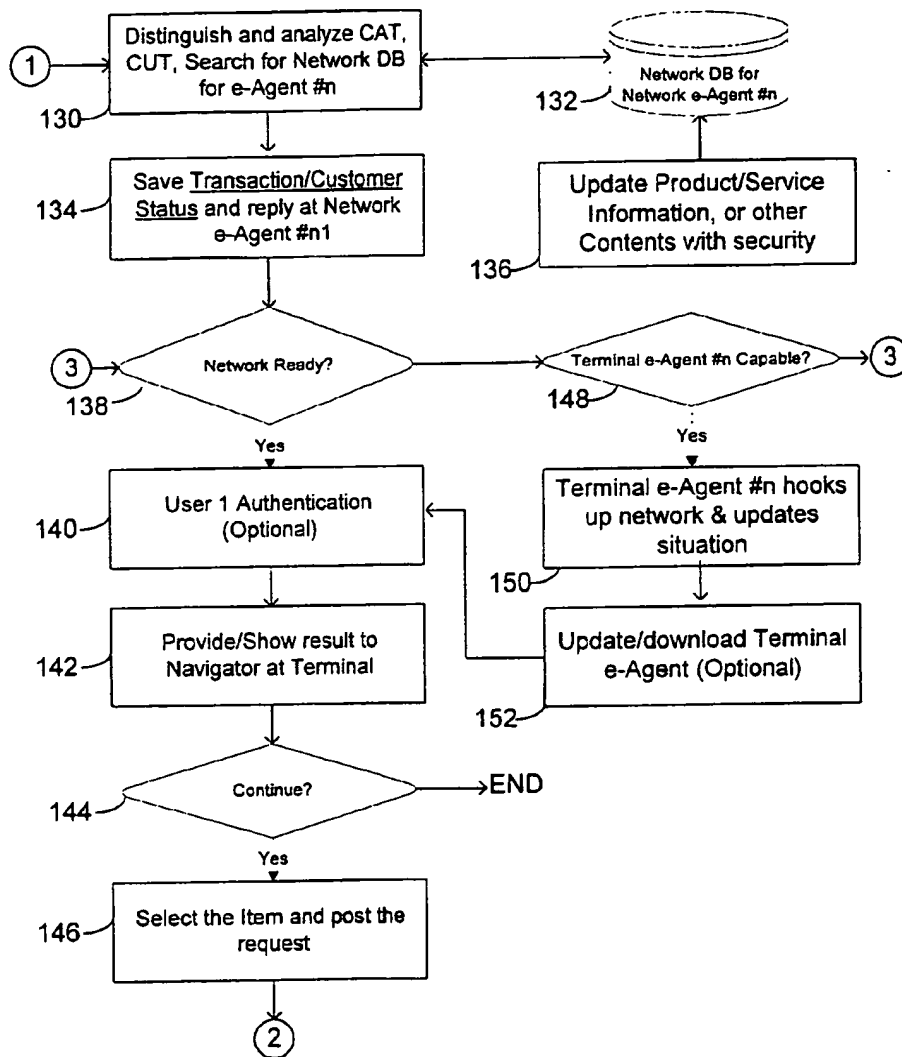 1
Distinguish and analyze CAT,
CUT, Search for Network DB
for e-Agent #n
130
Network DB for
Network e-Agent #n
132
Save Transaction/Customer
Status and reply at Network
e-Agent #n1
134
Update Product/Service
Information, or other
Contents with security
136
3
Network Ready?
138
Terminal e-Agent #n Capable?
148
3
Yes
Yes
User 1 Authentication
(Optional)
140
Terminal e-Agent #n hooks
up network & updates
situation
150
Provide/Show result to
Navigator at Terminal
142
Update/download Terminal
e-Agent (Optional)
152
Continue?
144
END
Yes
Select the Item and post the
request
146
2